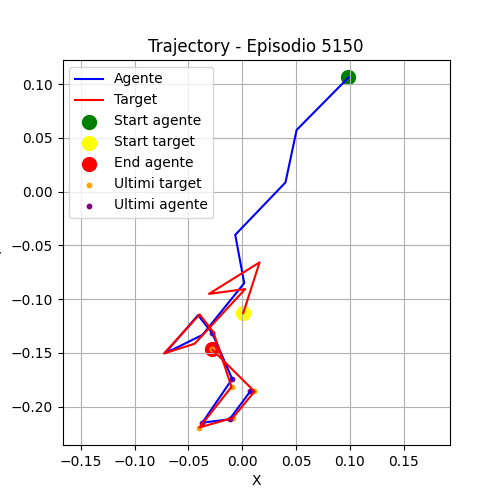 Trajectory - Episodio 5150
Agente
Target
Start agente
Start target
End agente
Ultimi target
Ultimi agente
0.10
0.05
0.00
−0.05
−0.10
−0.15
−0.20
−0.15
−0.10
−0.05
0.00
0.05
0.10
0.15
X